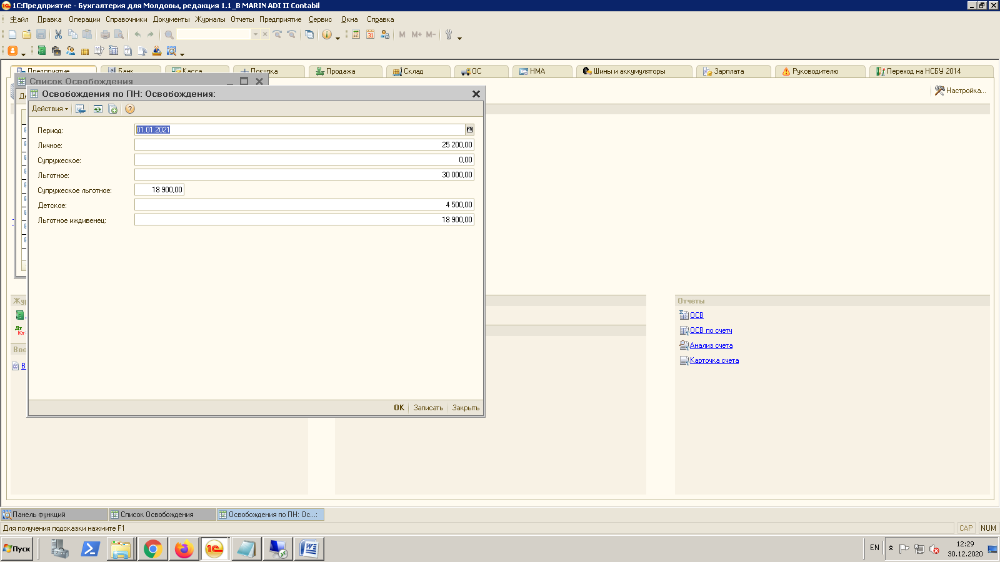 1С:Предприятие - Бухгалтерия для Молдовы, редакция 1.1_B MARIN ADI II Contabil
Файл Правка Операции Справочники Документы Журналы Отчеты Предприятие Сервис Окна Справка
M M+ M-
Предприятие Банк Касса Покупка Продажа Склад ОС НМА Шины и аккумуляторы Зарплата Руководителю Переход на НСБУ 2014
Список Освобождения
Настройка...
Освобождения по ПН: Освобождения:
Действия
Период: 01.01.2021
Личное: 25 200,00
Супружеское: 0,00
Льготное: 30 000,00
Супружеское льготное: 18 900,00
Детское: 4 500,00
Льготное иждивенец: 18 900,00
Отчеты
ОСВ
ОСВ по счету
Анализ счета
Карточка счета
Дт
Кт
В
OK Записать Закрыть
Панель функций Список Освобождения Освобождения по ПН: Ос...:
Для получения подсказки нажмите F1
CAP NUM
Пуск
EN
12:29
30.12.2020